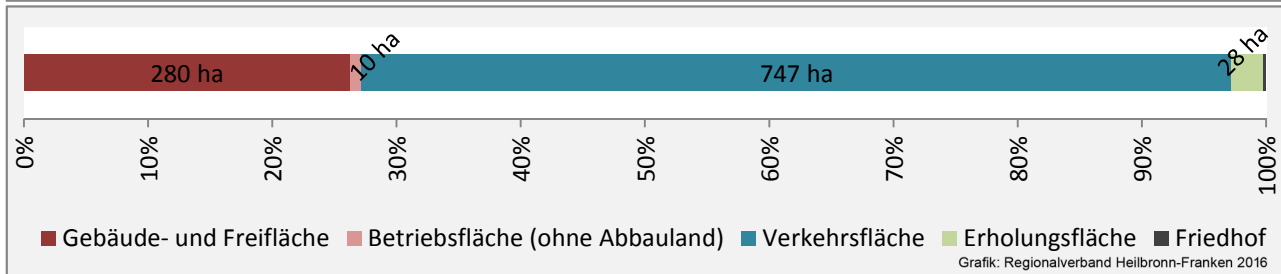 280 ha 10 ha 747 ha 28 ha
0% 10% 20% 30% 40% 50% 60% 70% 80% 90% 100%
Gebäude- und Freifläche Betriebsfläche (ohne Abbauland) Verkehrsfläche Erholungsfläche Friedhof
Grafik: Regionalverband Heilbronn-Franken 2016